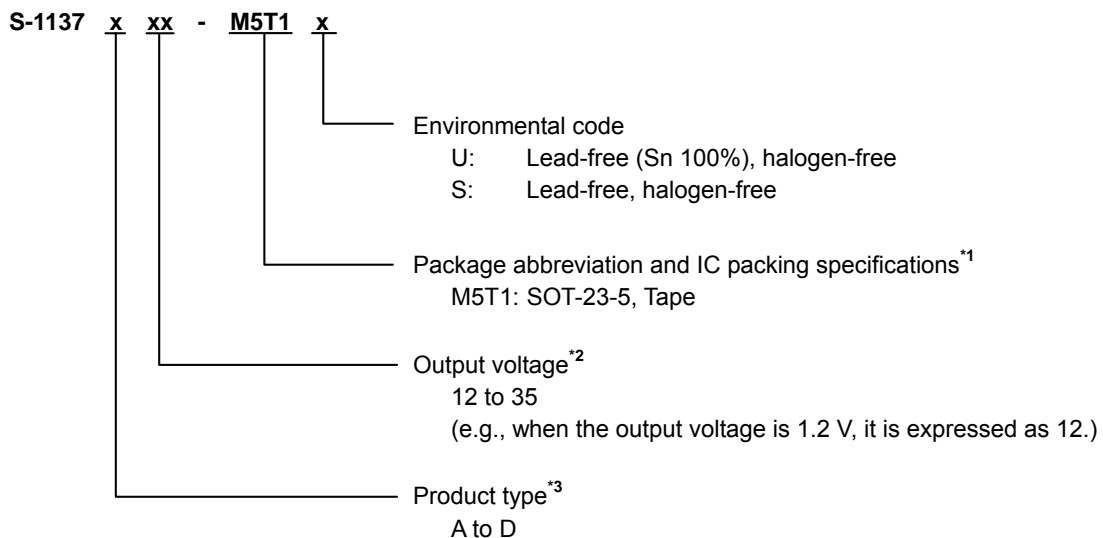 S-1137 x xx - M5T1 x
Environmental code
U: Lead-free (Sn 100%), halogen-free
S: Lead-free, halogen-free
Package abbreviation and IC packing specifications*1
M5T1: SOT-23-5, Tape
Output voltage*2
12 to 35
(e.g., when the output voltage is 1.2 V, it is expressed as 12.)
Product type*3
A to D